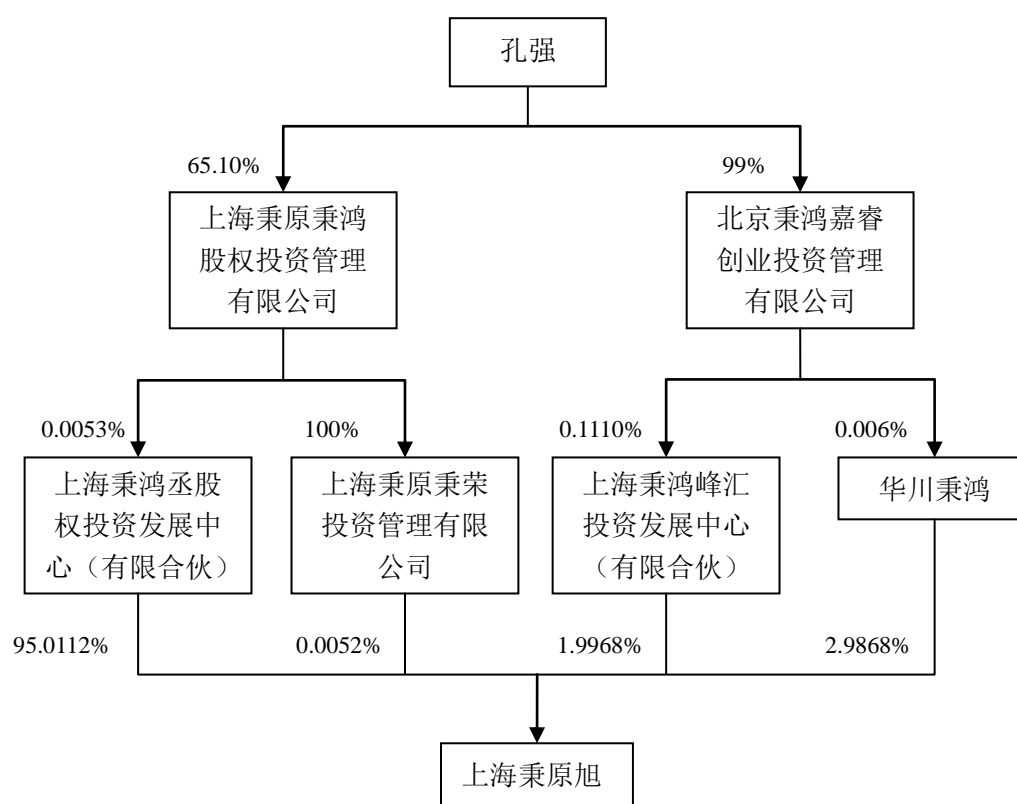 孔强
65.10%
99%
上海秉原秉鸿
股权投资管理
有限公司
北京秉鸿嘉睿
创业投资管理
有限公司
0.0053%
100%
0.1110%
0.006%
上海秉鸿丞股
权投资发展中
心（有限合伙）
上海秉原秉荣
投资管理有限
公司
上海秉鸿峰汇
投资发展中心
（有限合伙）
华川秉鸿
95.0112%
0.0052%
1.9968%
2.9868%
上海秉原旭